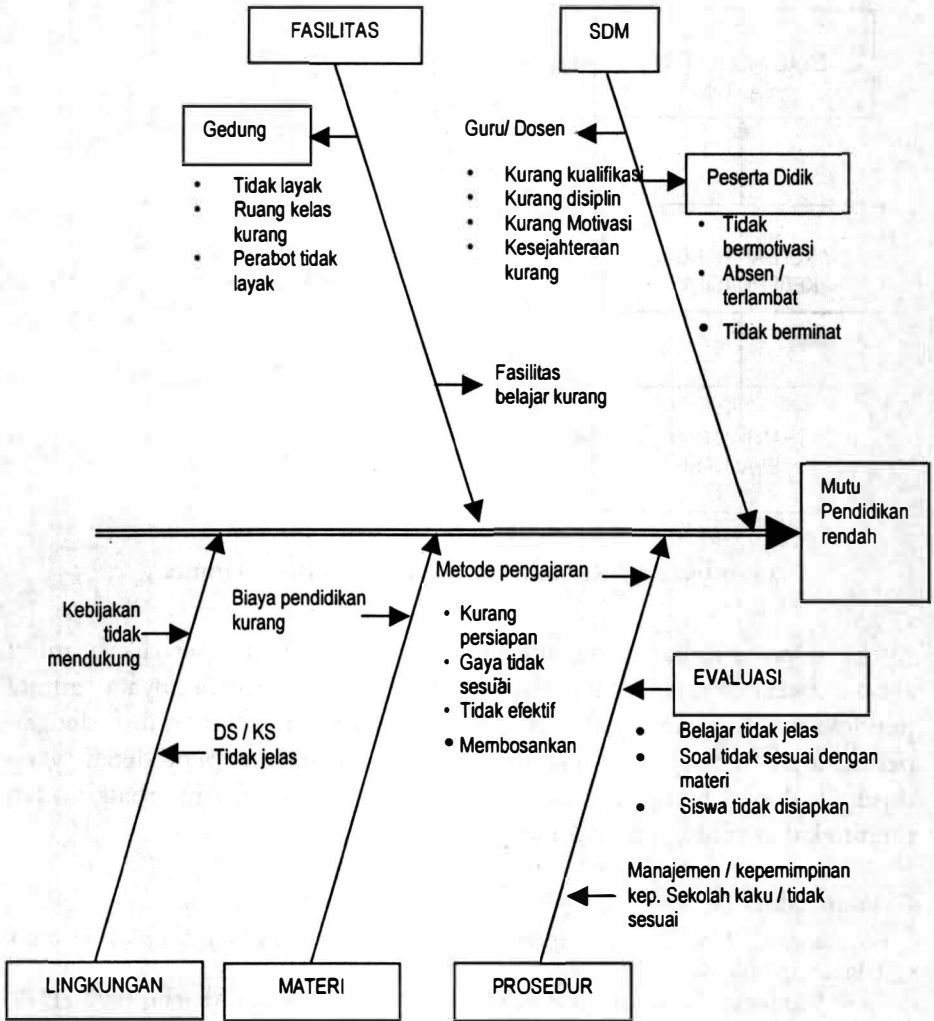 FASILITAS
SDM
Gedung
• Tidak layak
• Ruang kelas
kurang
• Perabot tidak
layak
Guru/ Dosen
• Kurang kualifikasi
• Kurang disiplin
• Kurang Motivasi
• Kesejahteraan
kurang
Peserta Didik
• Tidak
bermotivasi
• Absen /
terlambat
• Tidak berminat
Fasilitas
belajar kurang
Mutu
Pendidikan
rendah
Kebijakan
tidak
mendukung
DS / KS
Tidak jelas
Biaya pendidikan
kurang
Metode pengajaran
• Kurang
persiapan
• Gaya tidak
sesuai
• Tidak efektif
• Membosankan
EVALUASI
• Belajar tidak jelas
• Soal tidak sesuai dengan
materi
• Siswa tidak disiapkan
Manajemen / kepemimpinan
kep. Sekolah kaku / tidak
sesuai
LINGKUNGAN
MATERI
PROSEDUR